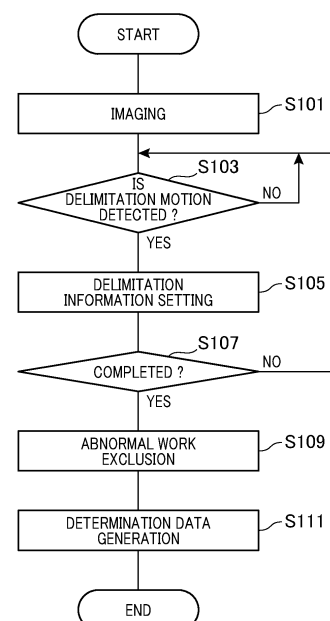 START
IMAGING
S101
S103
IS
DELIMITATION MOTION
DETECTED ?
NO
YES
DELIMITATION
INFORMATION SETTING
S105
S107
COMPLETED ?
NO
YES
ABNORMAL WORK
EXCLUSION
S109
DETERMINATION DATA
GENERATION
S111
END